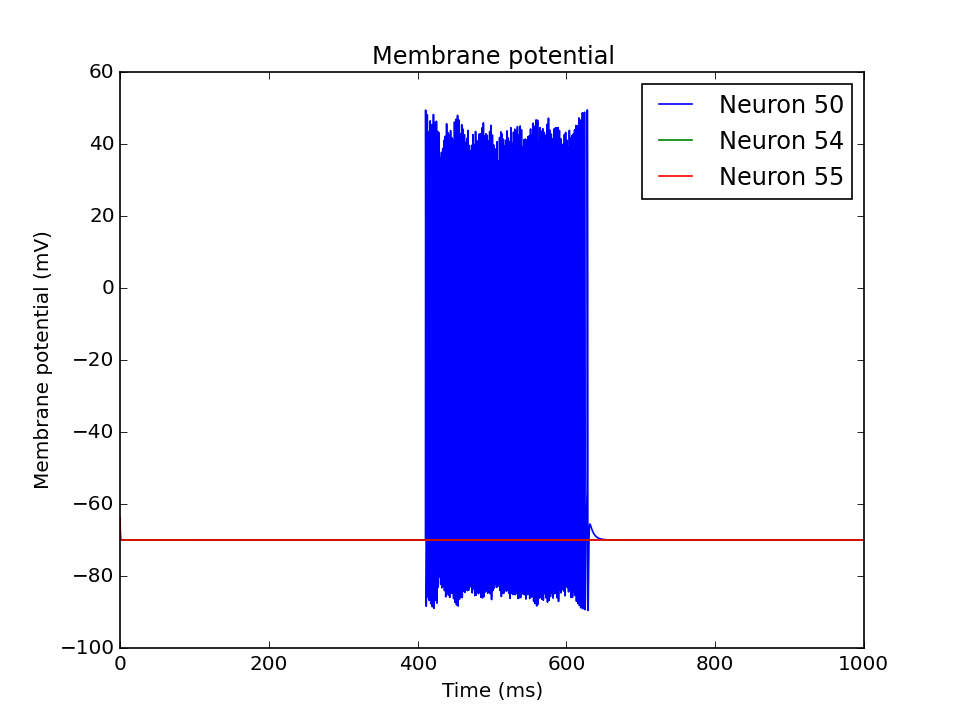 Membrane potential
60
40
20
0
−20
−40
−60
−80
−100
Membrane potential (mV)
Neuron 50
Neuron 54
Neuron 55
0 200 400 600 800 1000
Time (ms)